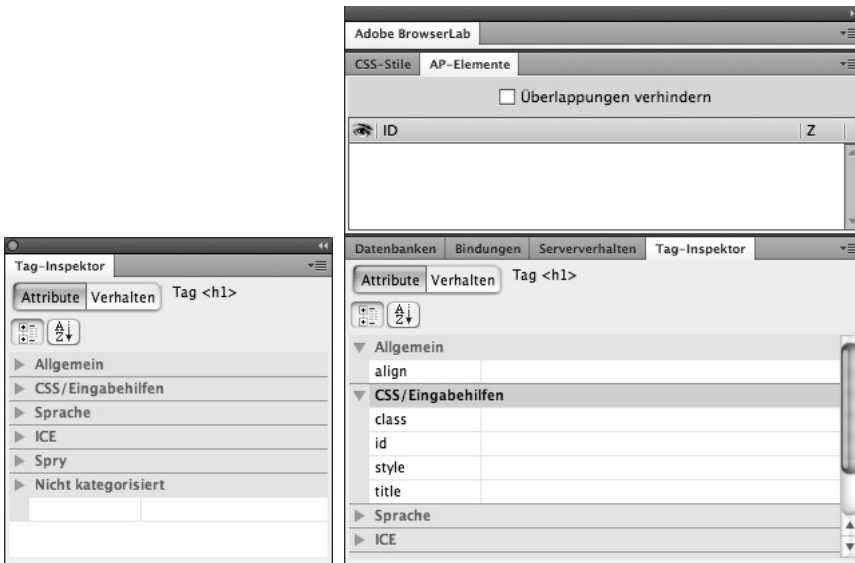 Tag-Inspektor
Attribute Verhalten Tag <h1>
A
Z
Allgemein
CSS/Eingabehilfen
Sprache
ICE
Spry
Nicht kategorisiert
Adobe BrowserLab
CSS-Stile AP-Elemente
Überlappungen verhindern
ID Z
Datenbanken Bindungen Serververhalten Tag-Inspektor
Attribute Verhalten Tag <h1>
A
Z
Allgemein
align
CSS/Eingabehilfen
class
id
style
title
Sprache
ICE